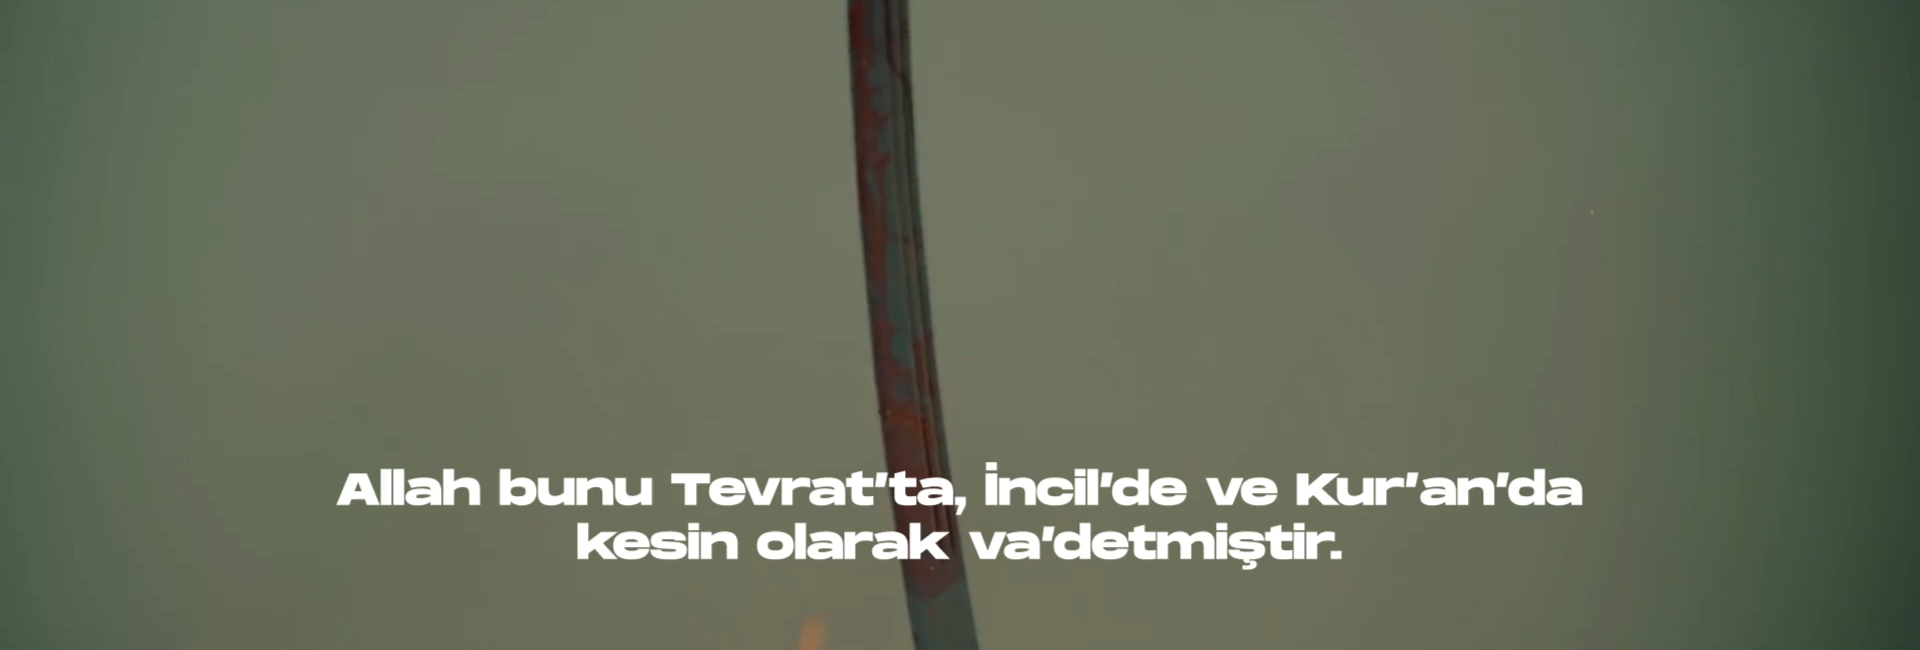 Allah bunu Tevrat'ta, İncil'de ve Kur'an'da
kesin olarak va'detmiştir.